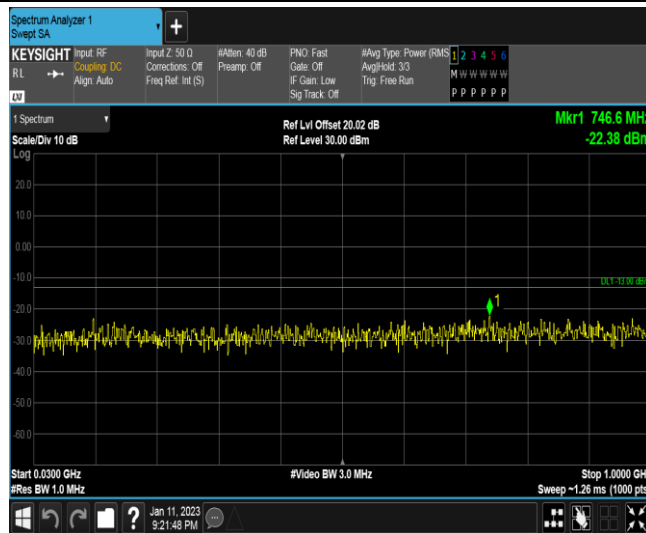 Spectrum Analyzer 1
Swept SA
+
KEYSIGHT Input: RF Input Z: 50 Ω #Atten: 40 dB PNO: Fast #Avg Type: Power (RMS 1 2 3 4 5 6
RL Coupling: DC Corrections: Off Preamp: Off Gate: Off Avg|Hold: 3/3 M W W W W W
Align: Auto Freq Ref: Int (S) IF Gain: Low Trig: Free Run
LXI Sig Track: Off P P P P P P
1 Spectrum Ref Lvl Offset 20.02 dB Mkr1 746.6 MHz
Scale/Div 10 dB Ref Level 30.00 dBm -22.38 dBm
Log
20.0
10.0
0.00
-10.0
DL1 -13.00 dBm
1
-20.0
-30.0
-40.0
-50.0
-60.0
Start 0.0300 GHz #Video BW 3.0 MHz Stop 1.0000 GH
#Res BW 1.0 MHz Sweep ~1.26 ms (1000 pts
? Jan 11, 2023
9:21:48 PM